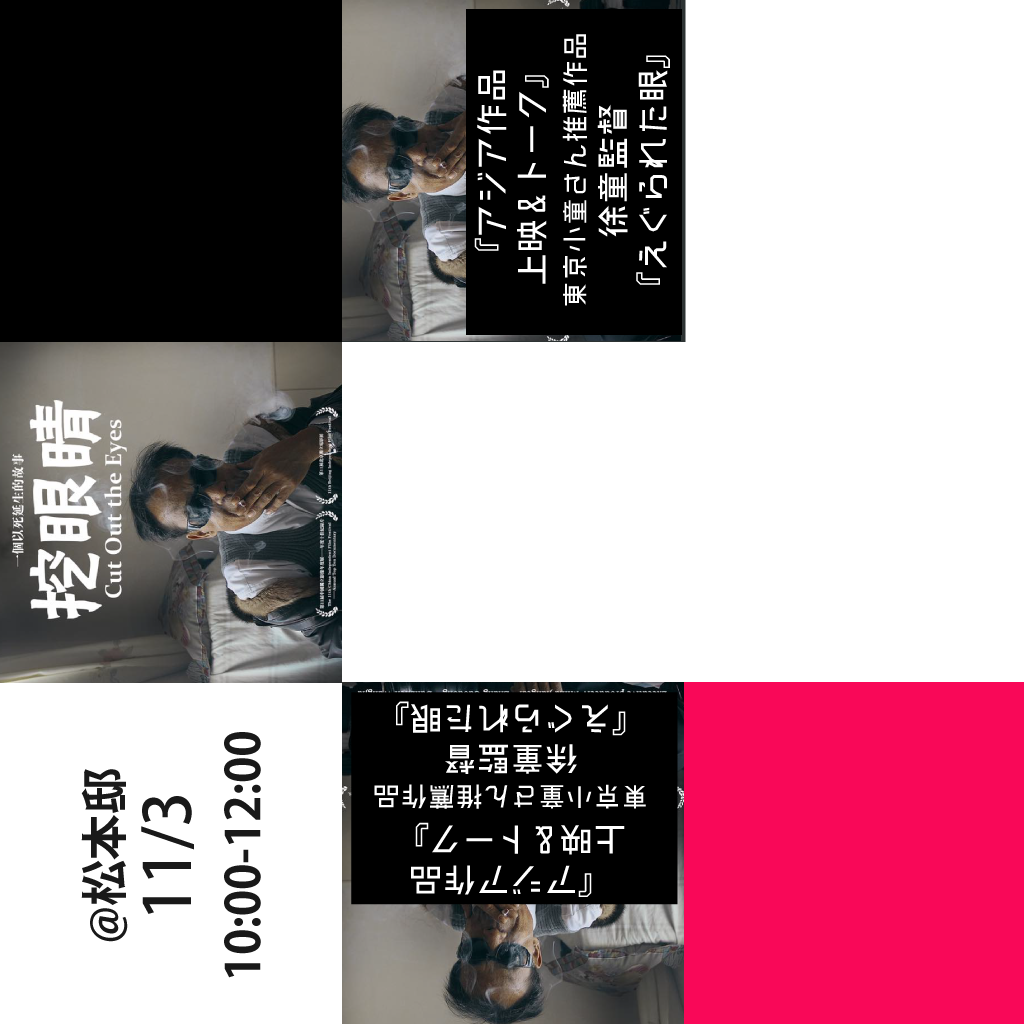 『アジア作品
上映&トーク』
東京小童さん推薦作品
徐童監督
『えぐられた眼』
一個以死延生的故事
挖眼睛
Cut Out the Eyes
@松本邸
11/3
10:00-12:00
『アジア作品
上映&トーク』
東京小童さん推薦作品
徐童監督
『えぐられた眼』